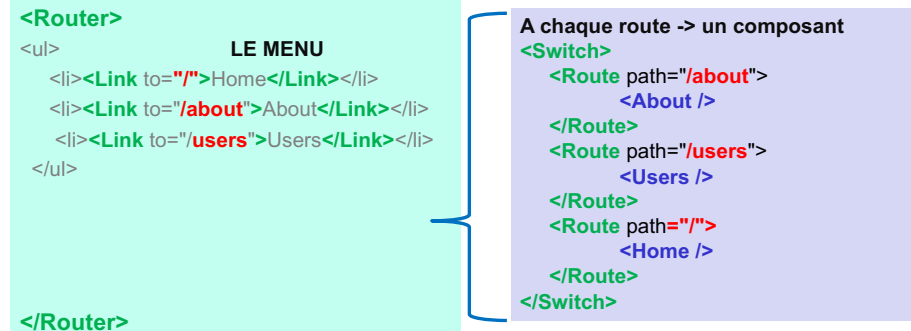 <Router>
<ul> LE MENU
<li><Link to="/">Home</Link></li>
<li><Link to="/about">About</Link></li>
<li><Link to="/users">Users</Link></li>
</ul>
</Router>
A chaque route -> un composant
<Switch>
<Route path="/about">
<About />
</Route>
<Route path="/users">
<Users />
</Route>
<Route path="/">
<Home />
</Route>
</Switch>